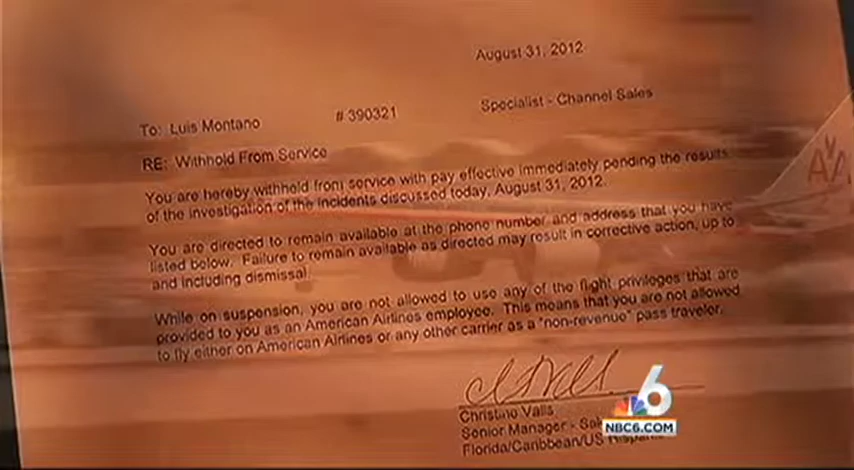 August 31, 2012
To: Luis Montano # 390321 Specialist - Channel Sales
RE: Withhold From Service
You are hereby withheld from service with pay effective immediately pending the results
of the investigation of the incidents discussed today, August 31, 2012.
You are directed to remain available at the phone number and address that you have
listed below. Failure to remain available as directed may result in corrective action, up to
and including dismissal.
While on suspension, you are not allowed to use any of the flight privileges that are
provided to you as an American Airlines employee. This means that you are not allowed
to fly either on American Airlines or any other carrier as a "non-revenue" pass traveler.
AA
Christine Valls
Senior Manager -
Florida/Caribbean/US Hispanic
6
NBC6.COM